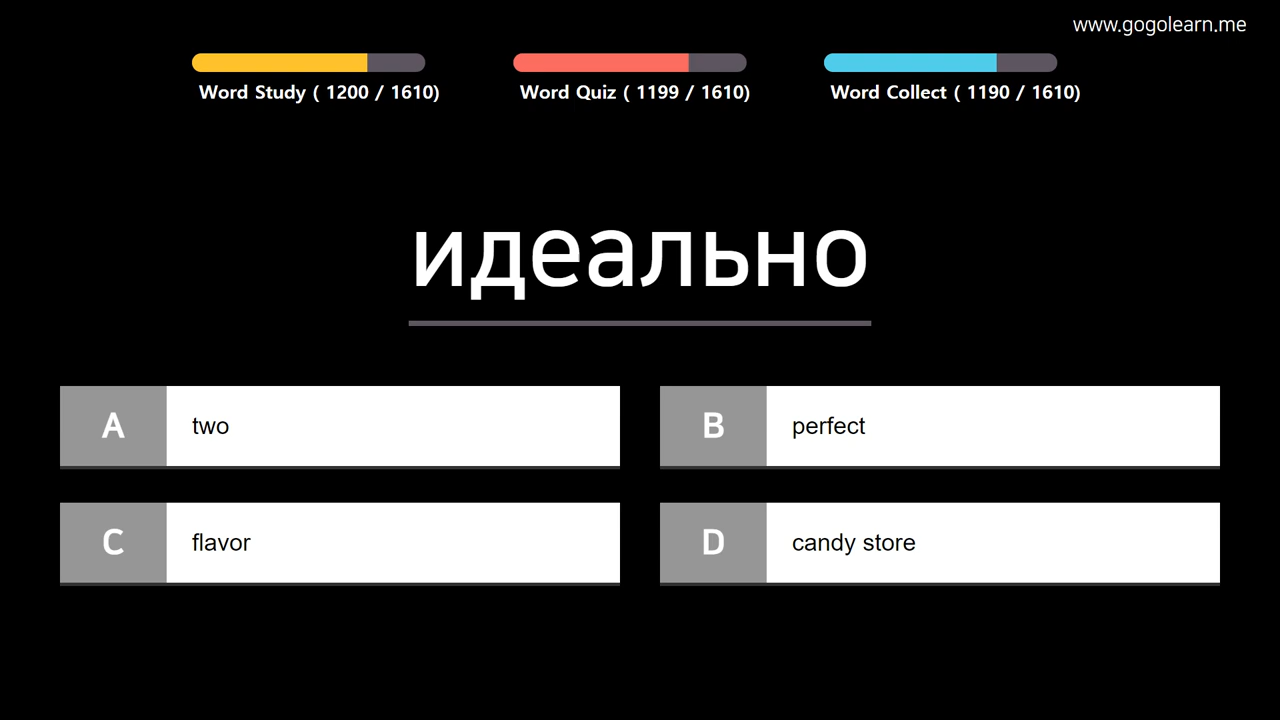 www.gogolearn.me
Word Study ( 1200 / 1610)
Word Quiz ( 1199 / 1610)
Word Collect ( 1190 / 1610)
идеально
A two
B perfect
C flavor
D candy store